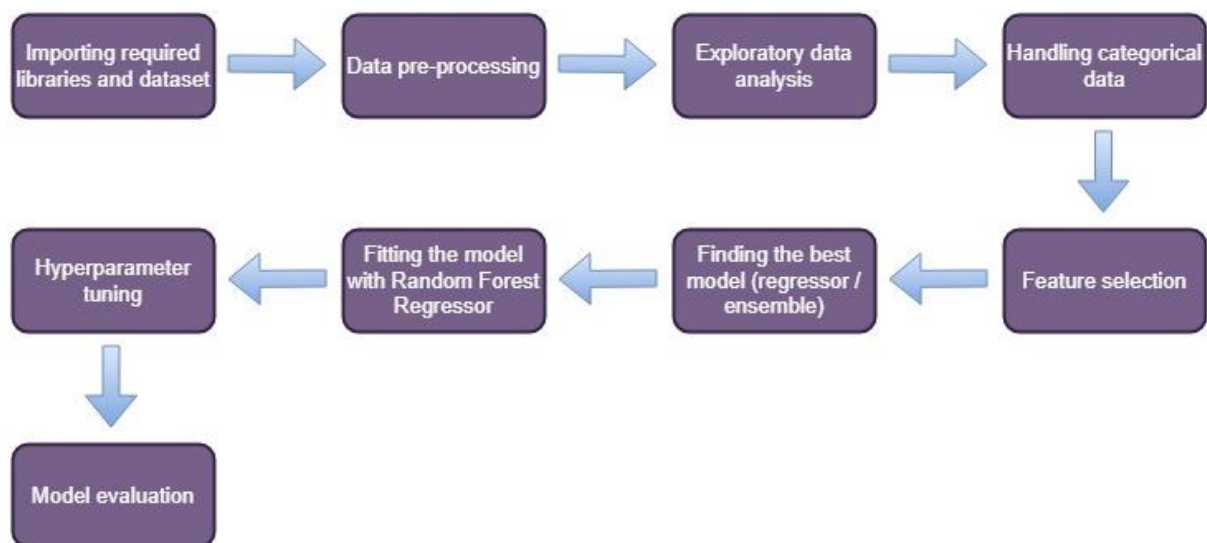 Importing required
libraries and dataset
Data pre-processing
Exploratory data
analysis
Handling categorical
data
Feature selection
Finding the best
model (regressor /
ensemble)
Fitting the model
with Random Forest
Regressor
Hyperparameter
tuning
Model evaluation